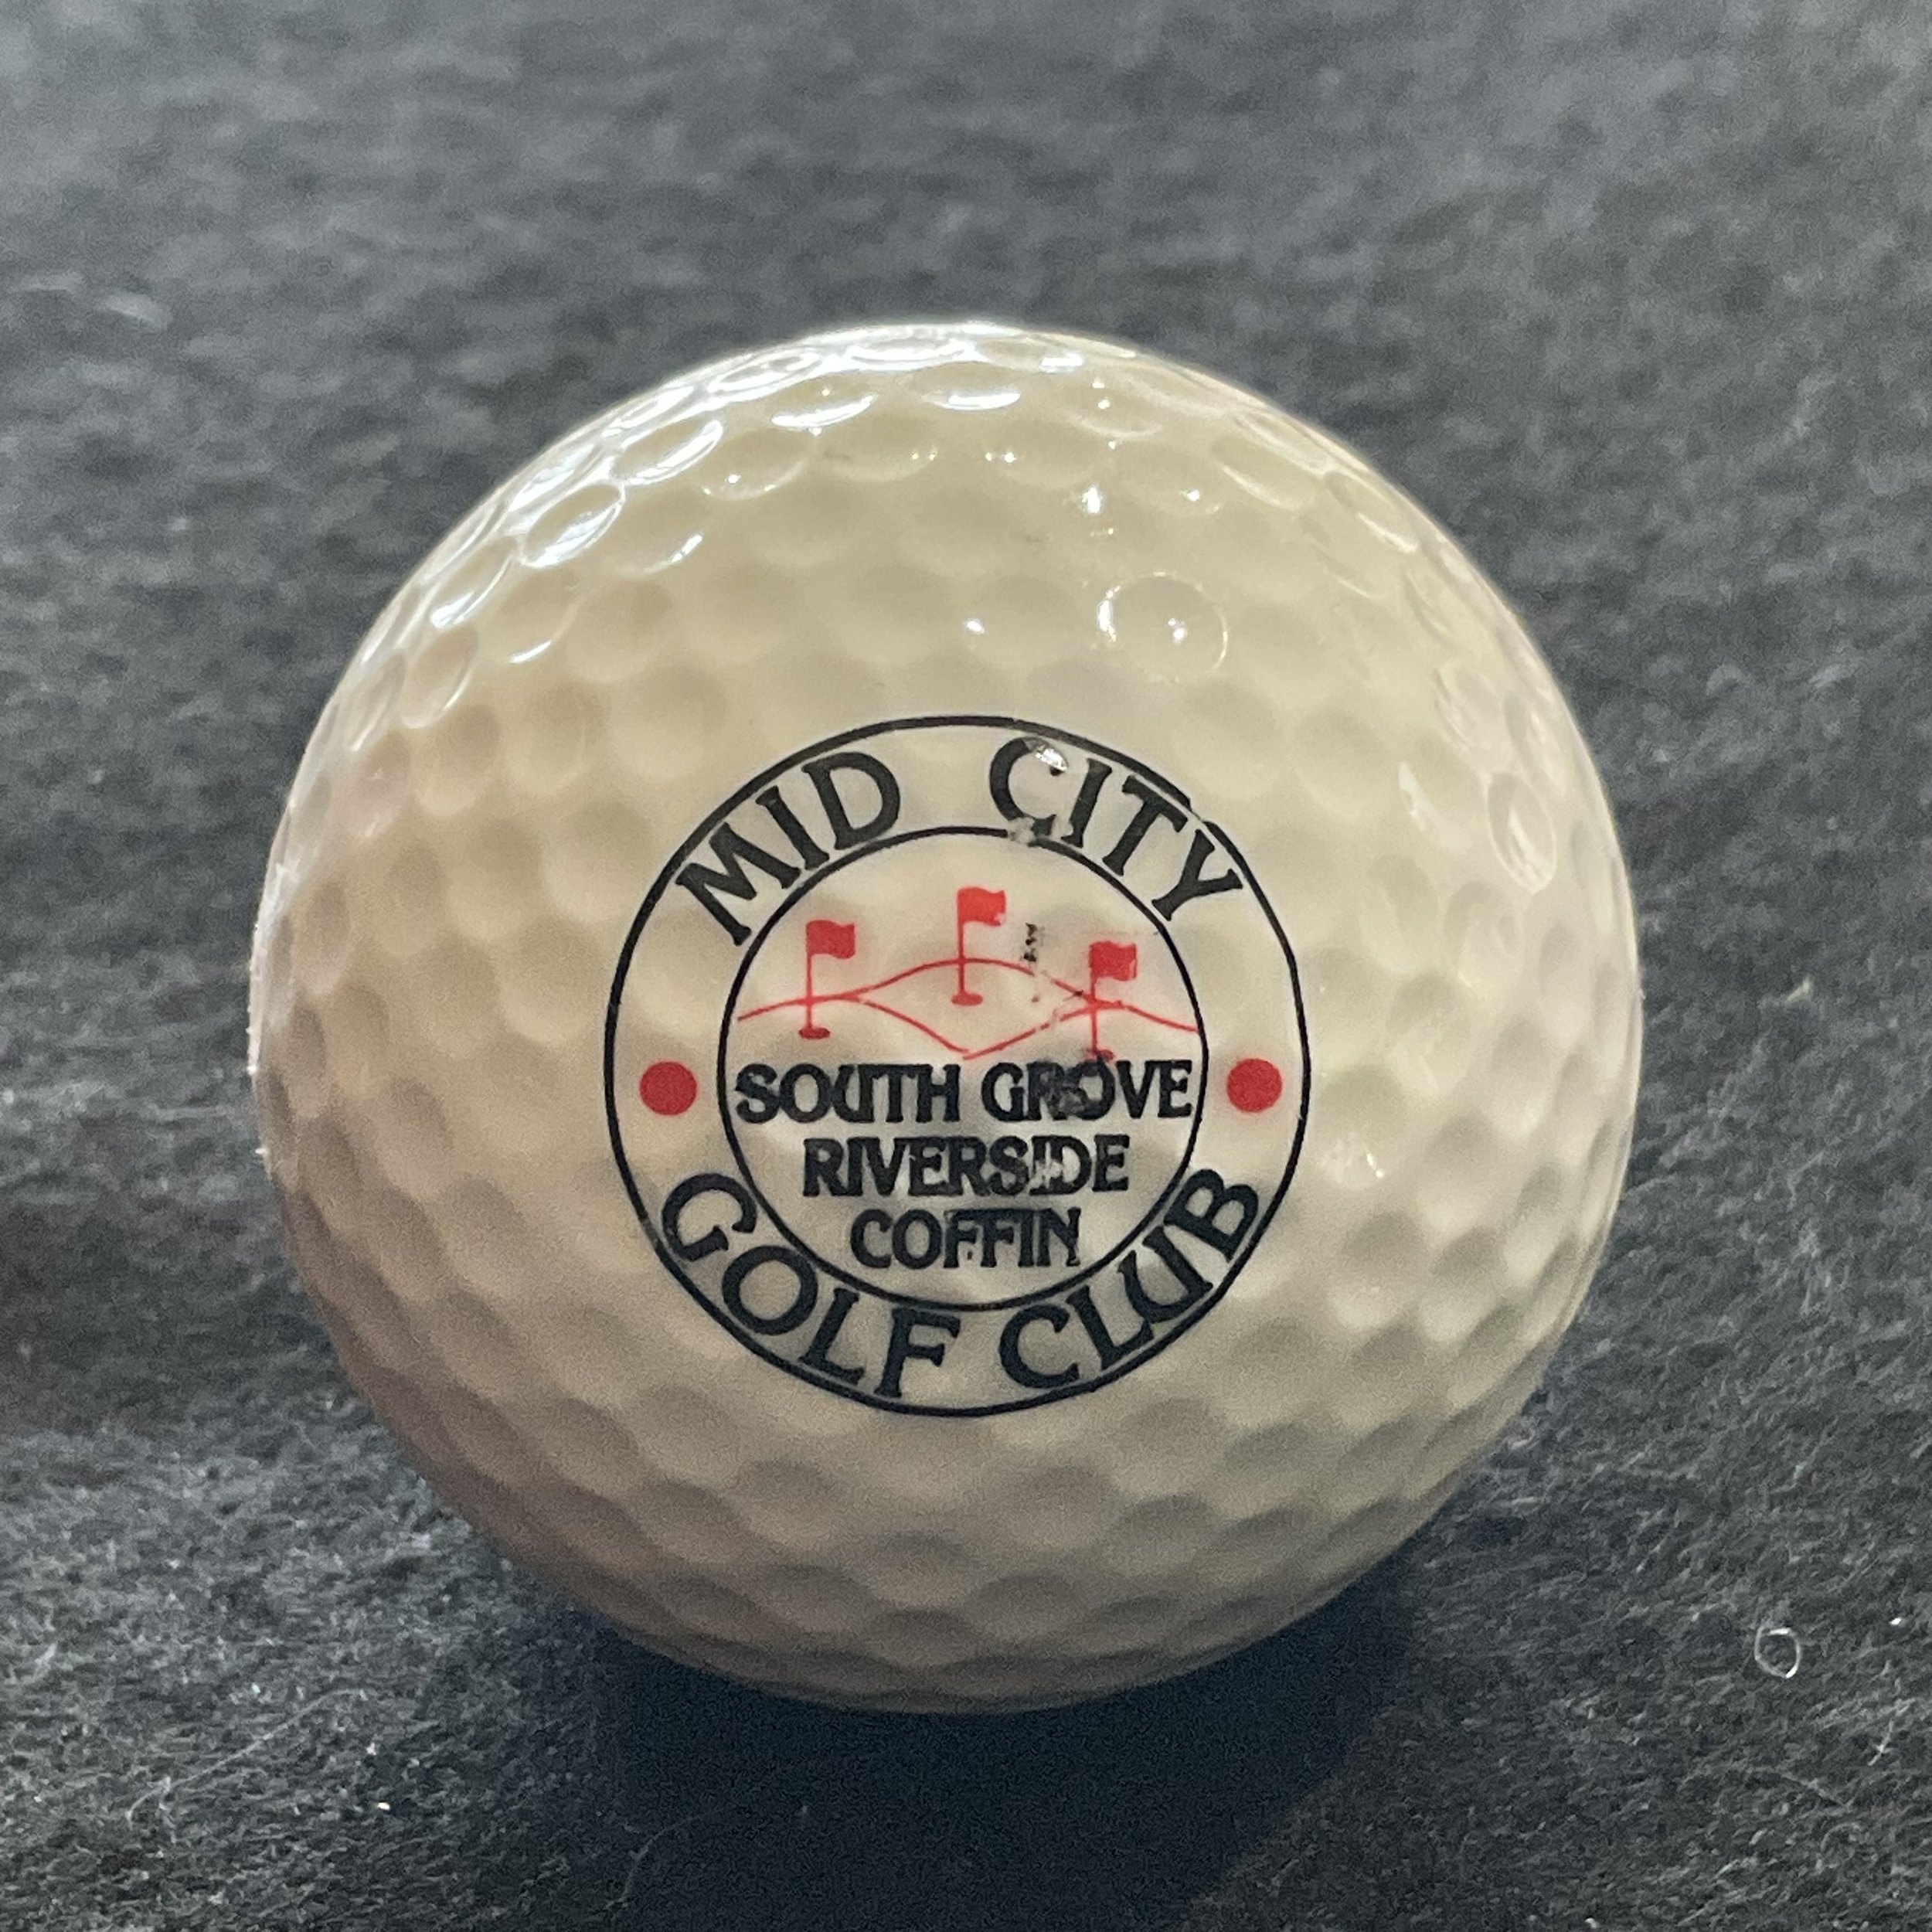 MID CITY
SOUTH GROVE
RIVERSIDE
COFFIN
GOLF CLUB